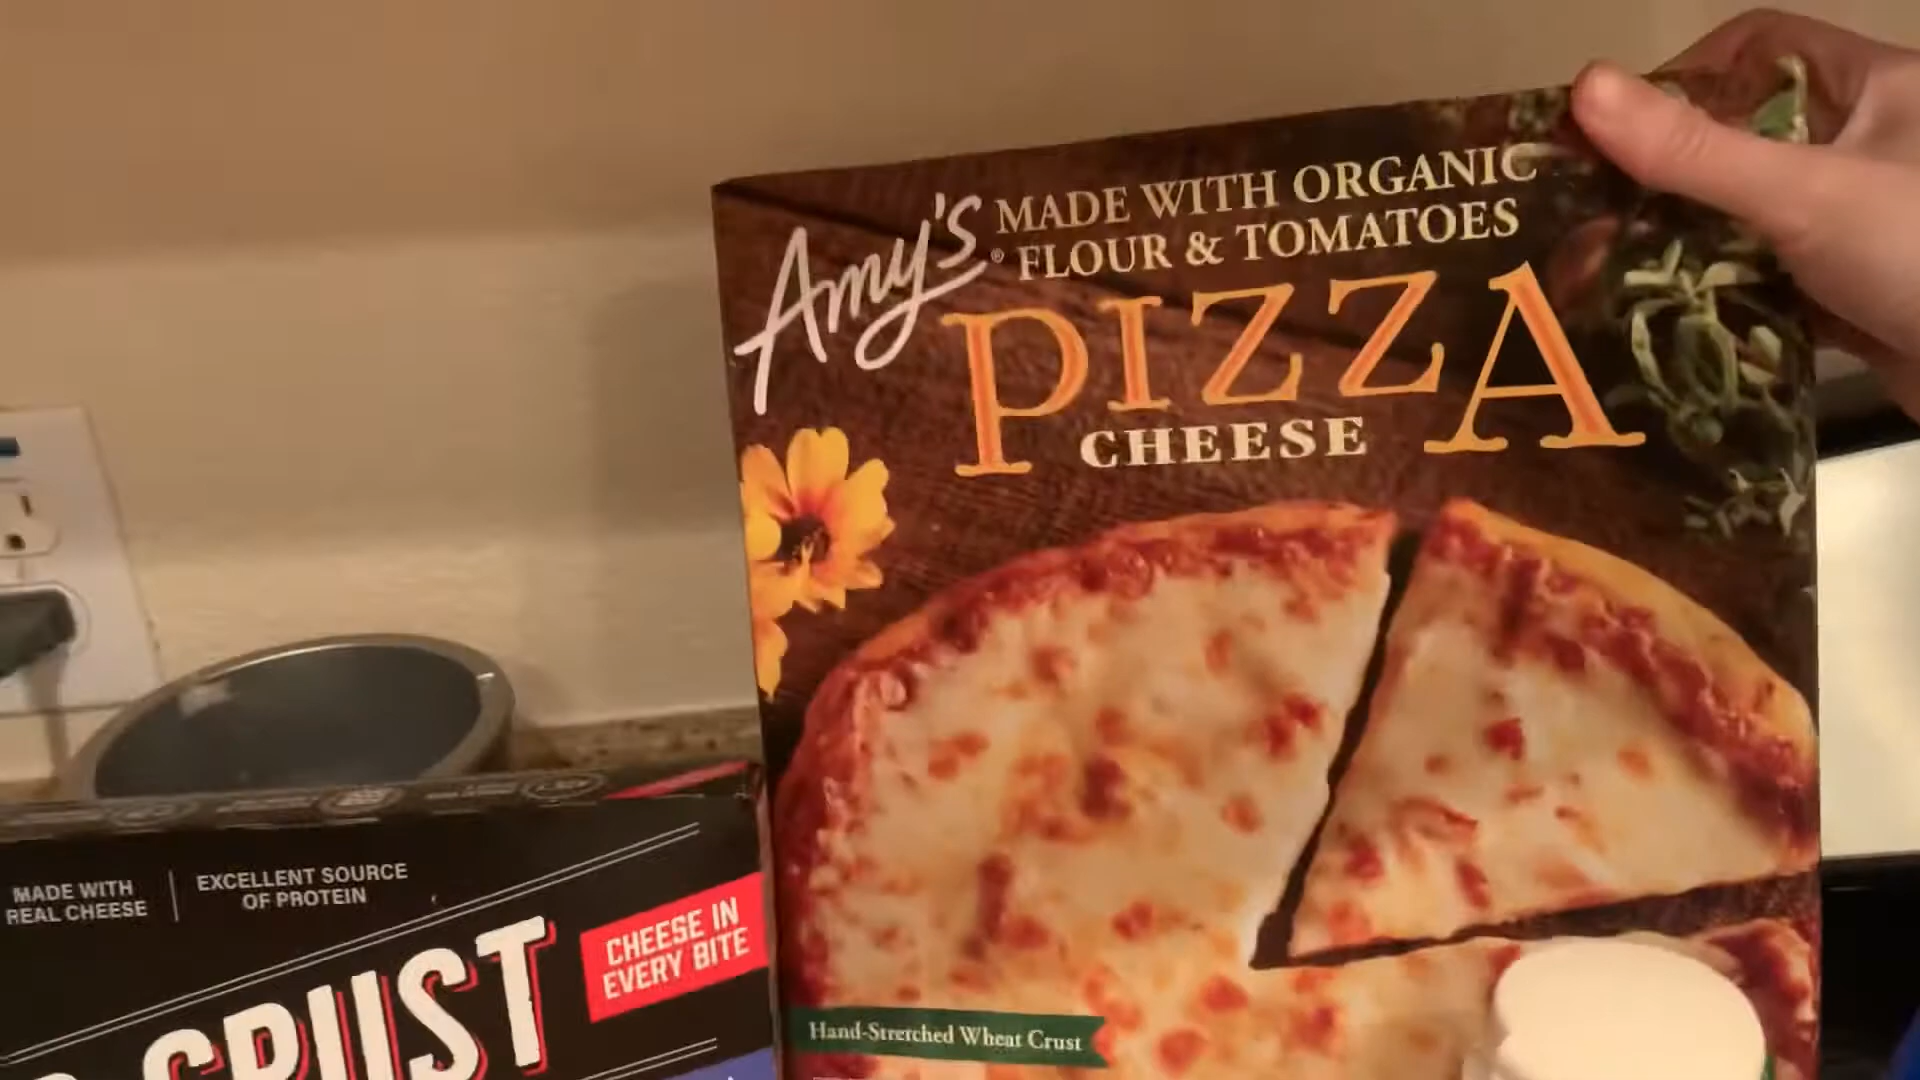 Amy's®
MADE WITH ORGANIC
FLOUR & TOMATOES
PIZZA
CHEESE
Hand-Stretched Wheat Crust
MADE WITH
REAL CHEESE
EXCELLENT SOURCE
OF PROTEIN
CRUST
CHEESE IN
EVERY BITE